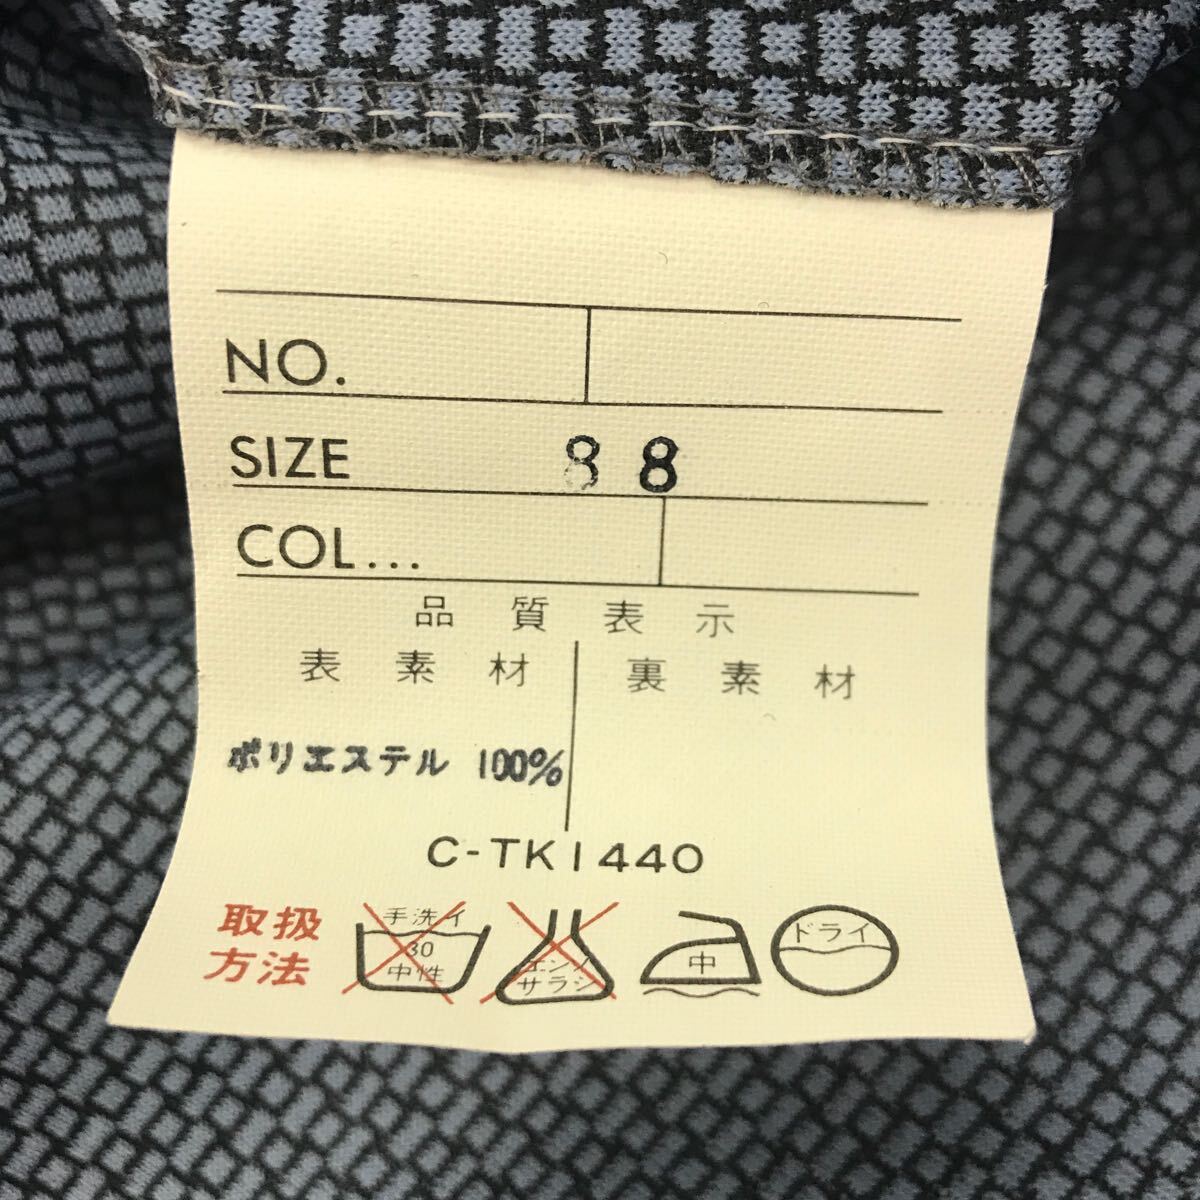 NO.
SIZE 88
COL...
品質表示
表素材 裏素材
ポリエステル 100%
C-TK1440
取扱
方法
手洗イ
30
中性
エンソ
サラシ
中
ドライ